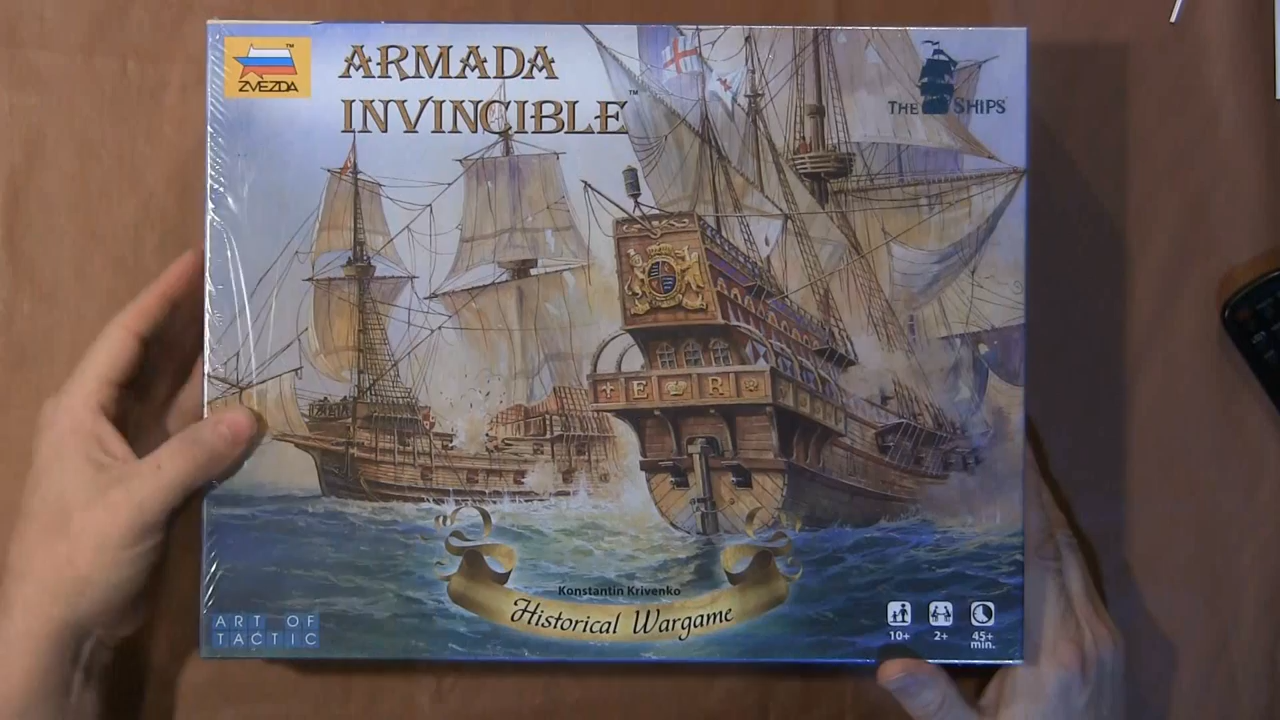 ZVEZDA
ARMADA
INVINCIBLE™
THE SHIPS
E R
Konstantin Krivenko
Historical Wargame
ART OF
TACTIC
10+
2+
45+
min.